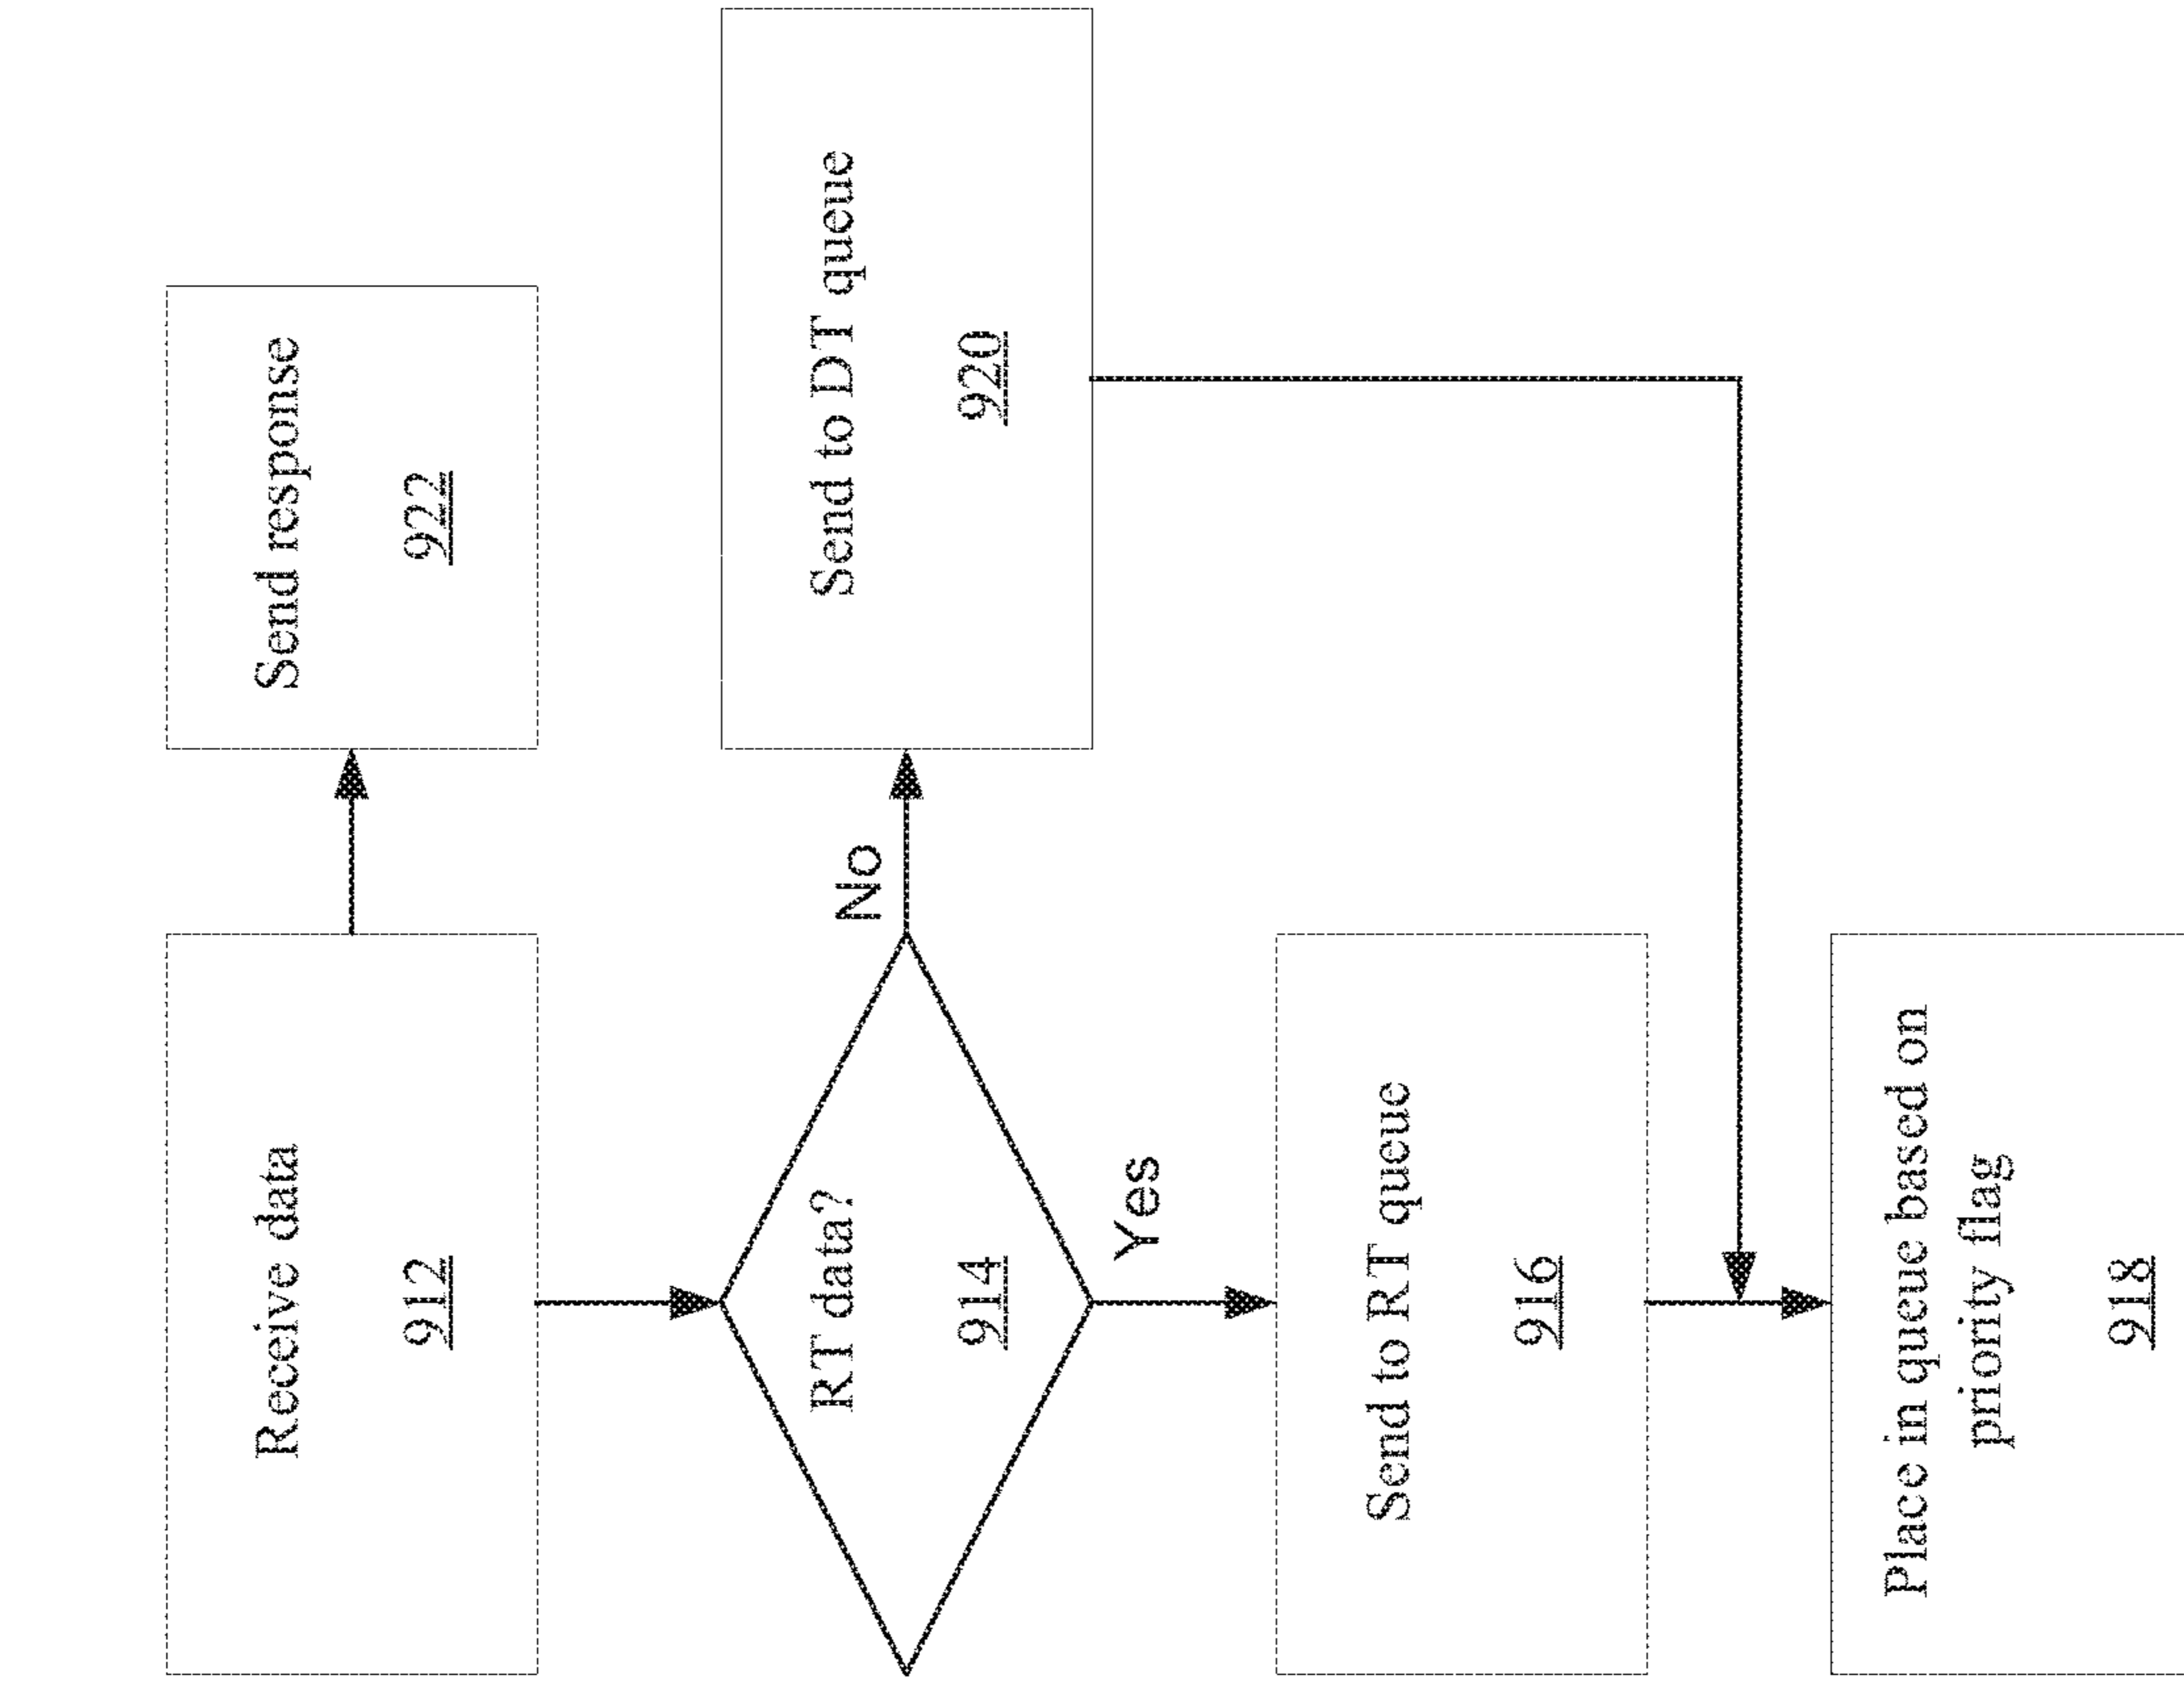 Receive data
912
Send response
922
RT data?
914
No
Send to DT queue
920
Yes
Send to RT queue
916
Place in queue based on
priority flag
918